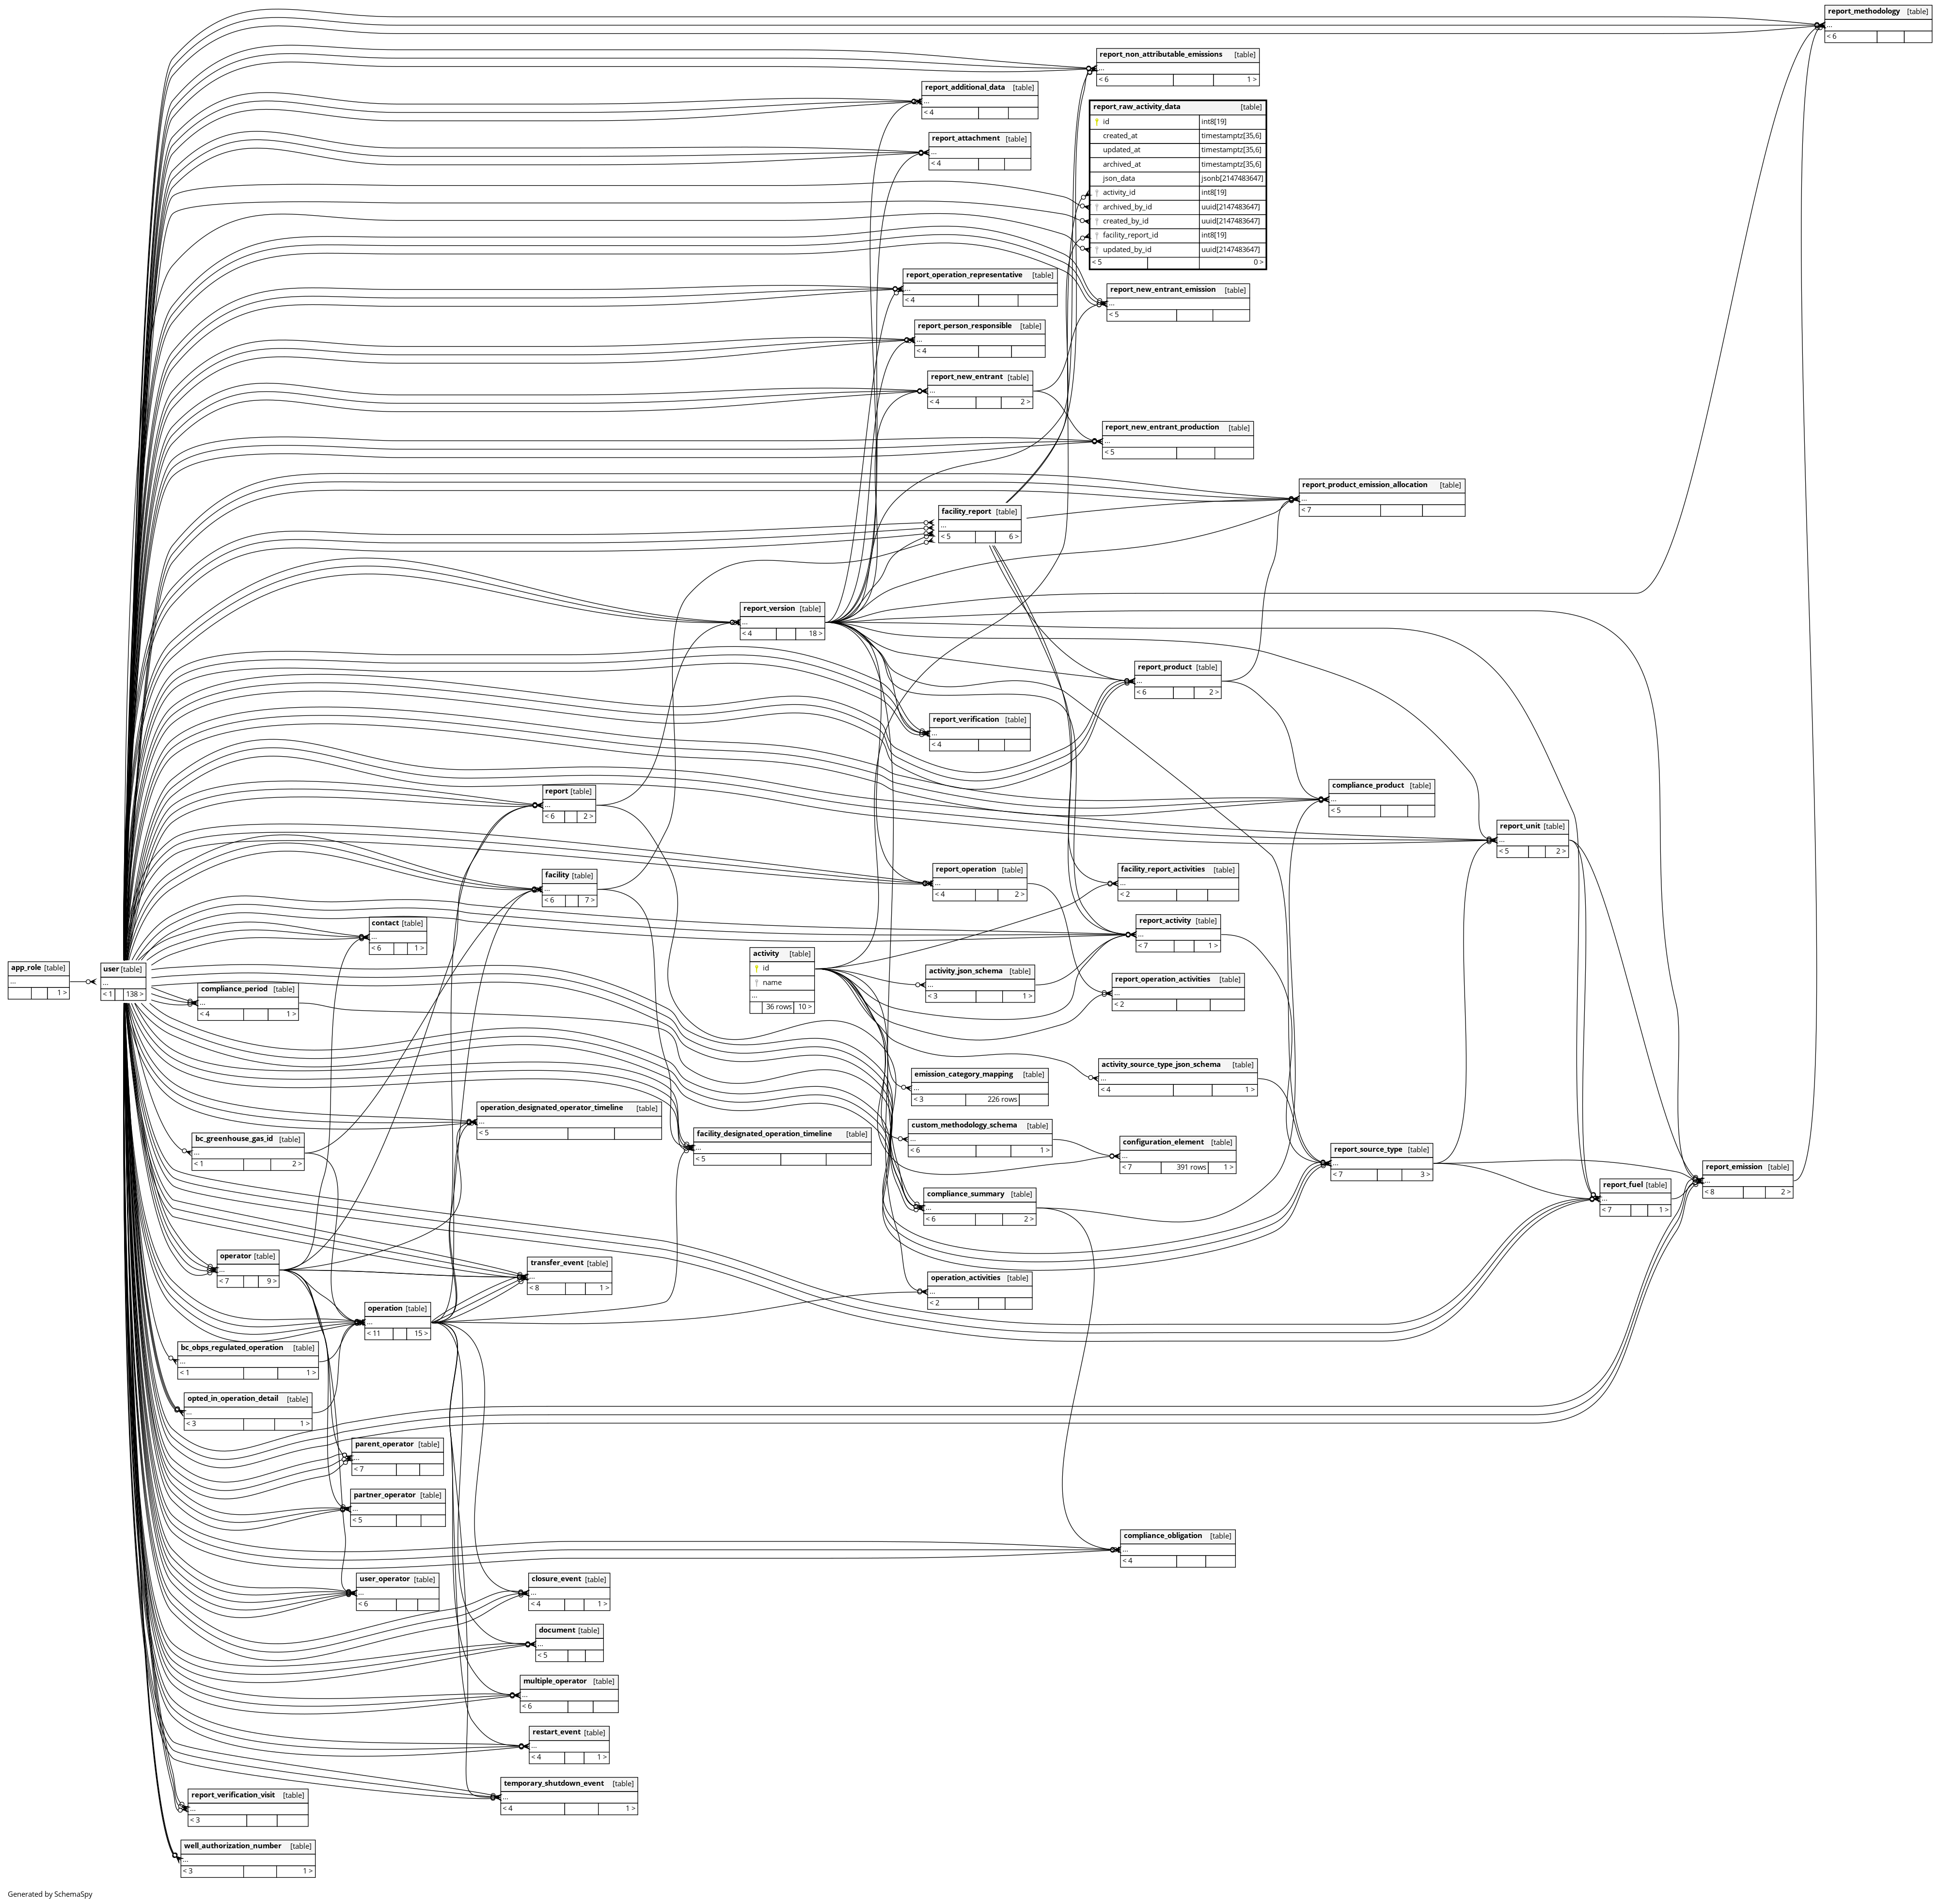 report_methodology [table]
...
< 6
report_non_attributable_emissions [table]
...
< 6 1 >
report_additional_data [table]
...
< 4
report_raw_activity_data [table]
id int8[19]
created_at timestamptz[35,6]
updated_at timestamptz[35,6]
archived_at timestamptz[35,6]
json_data jsonb[2147483647]
activity_id int8[19]
archived_by_id uuid[2147483647]
created_by_id uuid[2147483647]
facility_report_id int8[19]
updated_by_id uuid[2147483647]
< 5 0 >
report_attachment [table]
...
< 4
report_operation_representative [table]
...
< 4
report_new_entrant_emission [table]
...
< 5
report_person_responsible [table]
...
< 4
report_new_entrant [table]
...
< 4 2 >
report_new_entrant_production [table]
...
< 5
report_product_emission_allocation [table]
...
< 7
facility_report [table]
...
< 5 6 >
report_version [table]
...
< 4 18 >
report_product [table]
...
< 6 2 >
report_verification [table]
...
< 4
report [table]
...
< 6 2 >
compliance_product [table]
...
< 5
report_unit [table]
...
< 5 2 >
facility [table]
...
< 6 7 >
report_operation [table]
...
< 4 2 >
facility_report_activities [table]
...
< 2
contact [table]
...
< 6 1 >
report_activity [table]
...
< 7 1 >
activity [table]
id
name
...
36 rows 10 >
app_role [table]
...
1 >
user [table]
...
< 1 138 >
activity_json_schema [table]
...
< 3 1 >
report_operation_activities [table]
...
< 2
compliance_period [table]
...
< 4 1 >
activity_source_type_json_schema [table]
...
< 4 1 >
emission_category_mapping [table]
...
< 3 226 rows
operation_designated_operator_timeline [table]
...
< 5
custom_methodology_schema [table]
...
< 6 1 >
facility_designated_operation_timeline [table]
...
< 5
bc_greenhouse_gas_id [table]
...
< 1 2 >
configuration_element [table]
...
< 7 391 rows 1 >
report_source_type [table]
...
< 7 3 >
report_emission [table]
...
< 8 2 >
report_fuel [table]
...
< 7 1 >
compliance_summary [table]
...
< 6 2 >
operator [table]
...
< 7 9 >
transfer_event [table]
...
< 8 1 >
operation_activities [table]
...
< 2
operation [table]
...
< 11 15 >
bc_obps_regulated_operation [table]
...
< 1 1 >
opted_in_operation_detail [table]
...
< 3 1 >
parent_operator [table]
...
< 7
partner_operator [table]
...
< 5
compliance_obligation [table]
...
< 4
user_operator [table]
...
< 6
closure_event [table]
...
< 4 1 >
document [table]
...
< 5
multiple_operator [table]
...
< 6
restart_event [table]
...
< 4 1 >
temporary_shutdown_event [table]
...
< 4 1 >
report_verification_visit [table]
...
< 3
well_authorization_number [table]
...
< 3 1 >
Generated by SchemaSpy